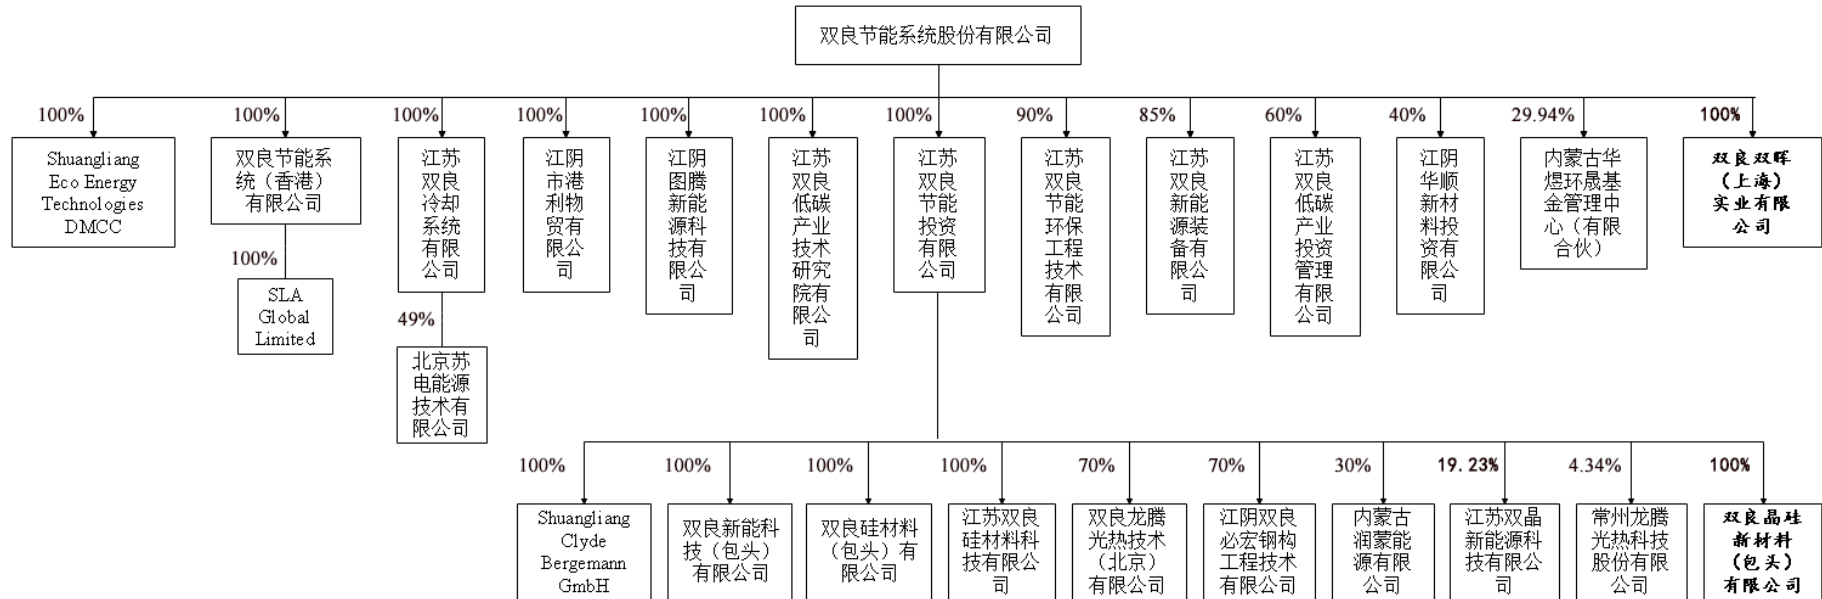 双良节能系统股份有限公司
100%
100%
100%
100%
100%
100%
100%
90%
85%
60%
40%
29.94%
100%
Shuangliang
Eco Energy
Technologies
DMCC
双良节能系
统（香港）
有限公司
江苏
双良
冷却
系统
有限
公司
江阴
市港
利物
贸有
限公
司
江阴
图腾
新能
源科
技有
限公
司
江苏
双良
低碳
产业
技术
研究
院有
限公
司
江苏
双良
节能
投资
有限
公司
江苏
双良
节能
环保
工程
技术
有限
公司
江苏
双良
新能
源装
备有
限公
司
江苏
双良
低碳
产业
投资
管理
有限
公司
江阴
华顺
新材
料投
资有
限公
司
内蒙古华
煜环晟基
金管理中
心（有限
合伙）
双良双晖
（上海）
实业有限
公司
100%
SLA
Global
Limited
49%
北京苏
电能源
技术有
限公司
100%
100%
100%
100%
70%
70%
30%
19.23%
4.34%
100%
Shuangliang
Clyde
Bergemann
GmbH
双良新能科
技（包头）
有限公司
双良硅材料
（包头）有
限公司
江苏双良
硅材料科
技有限公
司
双良龙腾
光热技术
（北京）
有限公司
江阴双良
必宏钢构
工程技术
有限公司
内蒙古
润蒙能
源有限
公司
江苏双晶
新能源科
技有限公
司
常州龙腾
光热科技
股份有限
公司
双良晶硅
新材料
（包头）
有限公司